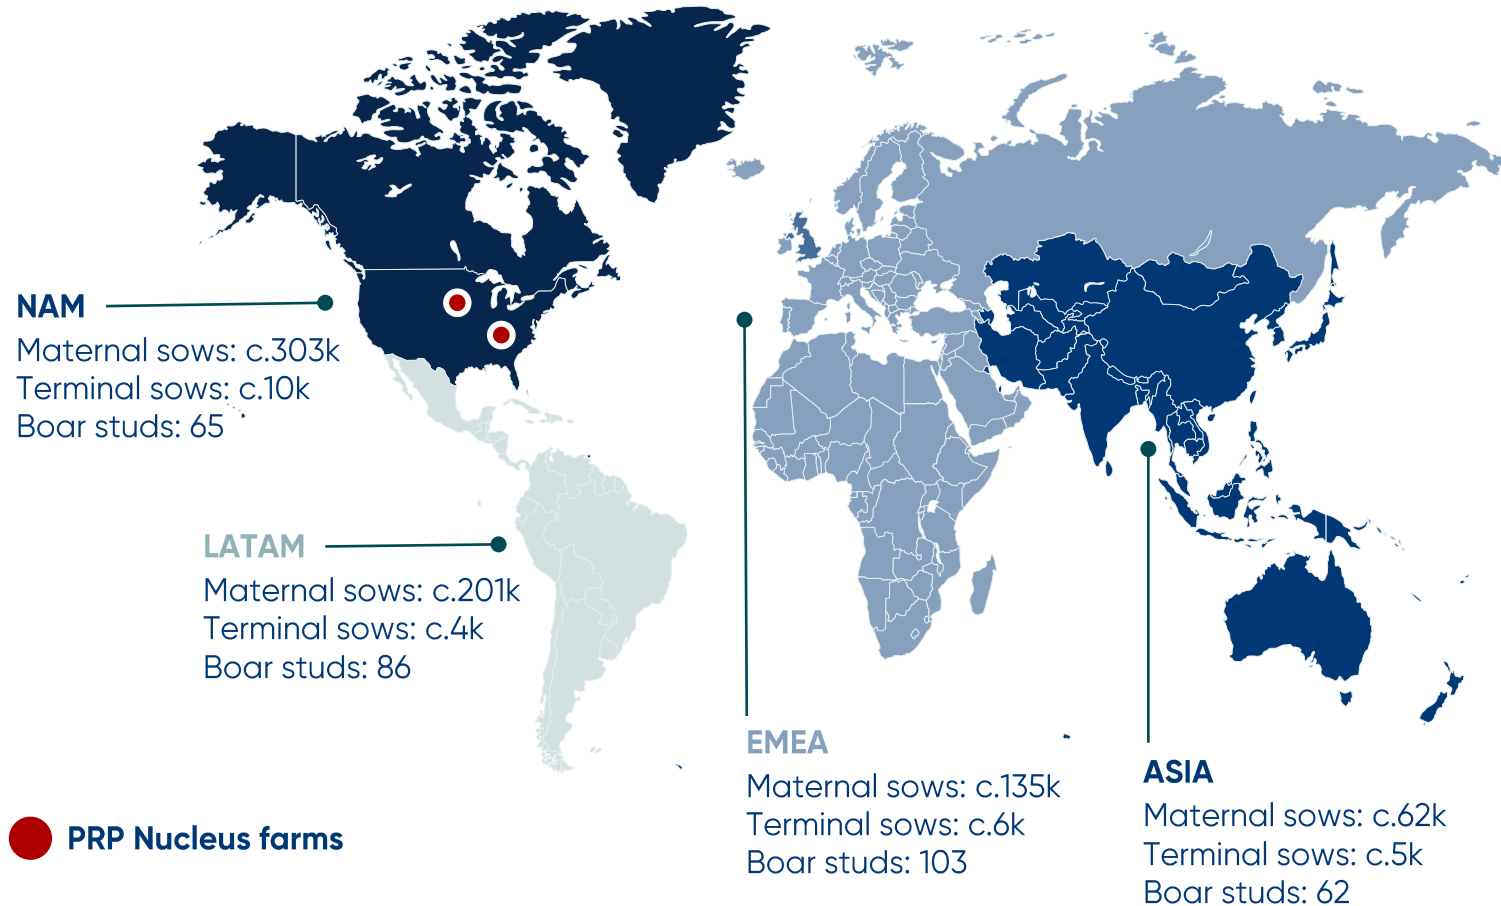 NAM
Maternal sows: c.303k
Terminal sows: c.10k
Boar studs: 65
LATAM
Maternal sows: c.201k
Terminal sows: c.4k
Boar studs: 86
EMEA
Maternal sows: c.135k
Terminal sows: c.6k
Boar studs: 103
ASIA
Maternal sows: c.62k
Terminal sows: c.5k
Boar studs: 62
PRP Nucleus farms